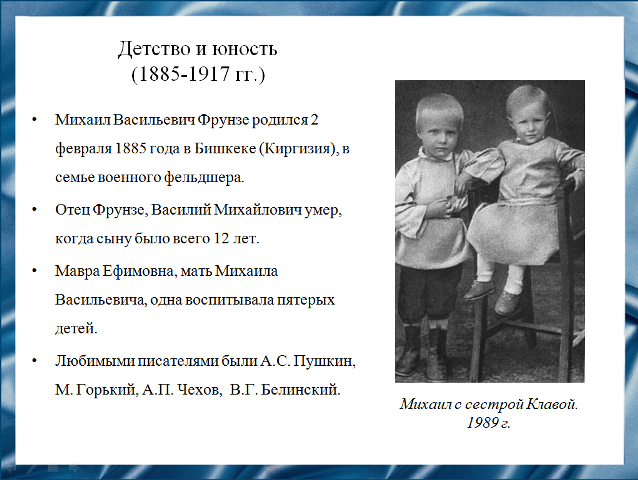 Детство и юность
(1885-1917 гг.)
• Михаил Васильевич Фрунзе родился 2
февраля 1885 года в Бишкеке (Киргизия), в
семье военного фельдшера.
• Отец Фрунзе, Василий Михайлович умер,
когда сыну было всего 12 лет.
• Мавра Ефимовна, мать Михаила
Васильевича, одна воспитывала пятерых
детей.
• Любимыми писателями были А.С. Пушкин,
М. Горький, А.П. Чехов, В.Г. Белинский.
Михаил с сестрой Клавой.
1989 г.